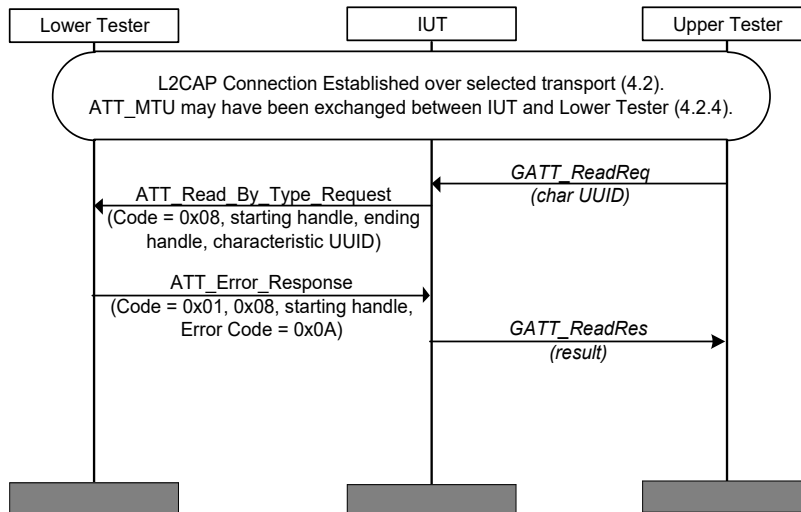 Lower Tester
IUT
Upper Tester
L2CAP Connection Established over selected transport (4.2).
ATT_MTU may have been exchanged between IUT and Lower Tester (4.2.4).
GATT_ReadReq
(char UUID)
ATT_Read_By_Type_Request
(Code = 0x08, starting handle, ending
handle, characteristic UUID)
ATT_Error_Response
(Code = 0x01, 0x08, starting handle,
Error Code = 0x0A)
GATT_ReadRes
(result)